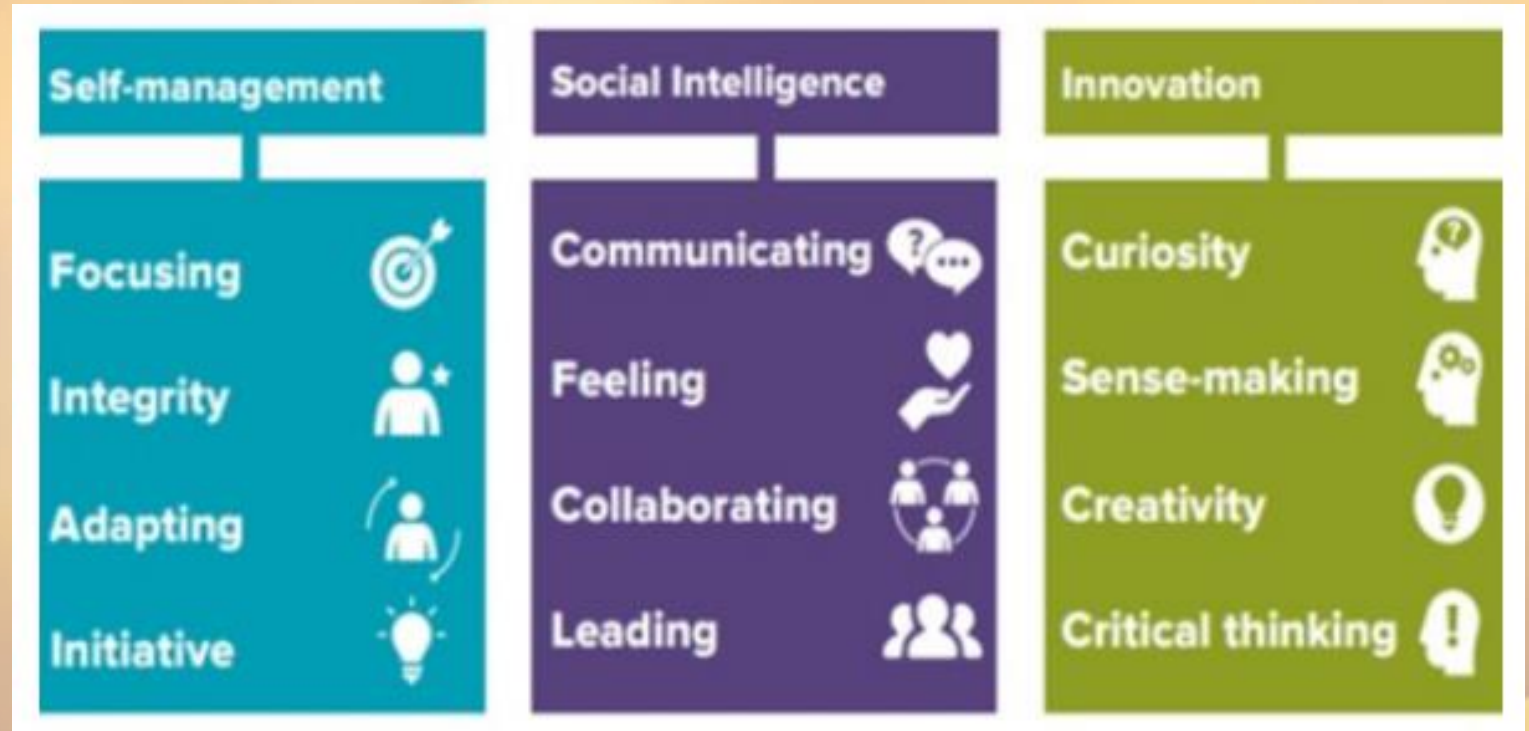 Self-management
Focusing
Integrity
Adapting
Initiative
Social Intelligence
Communicating
?
...
Feeling
Collaborating
Leading
Innovation
Curiosity
?
Sense-making
Creativity
Critical thinking
!